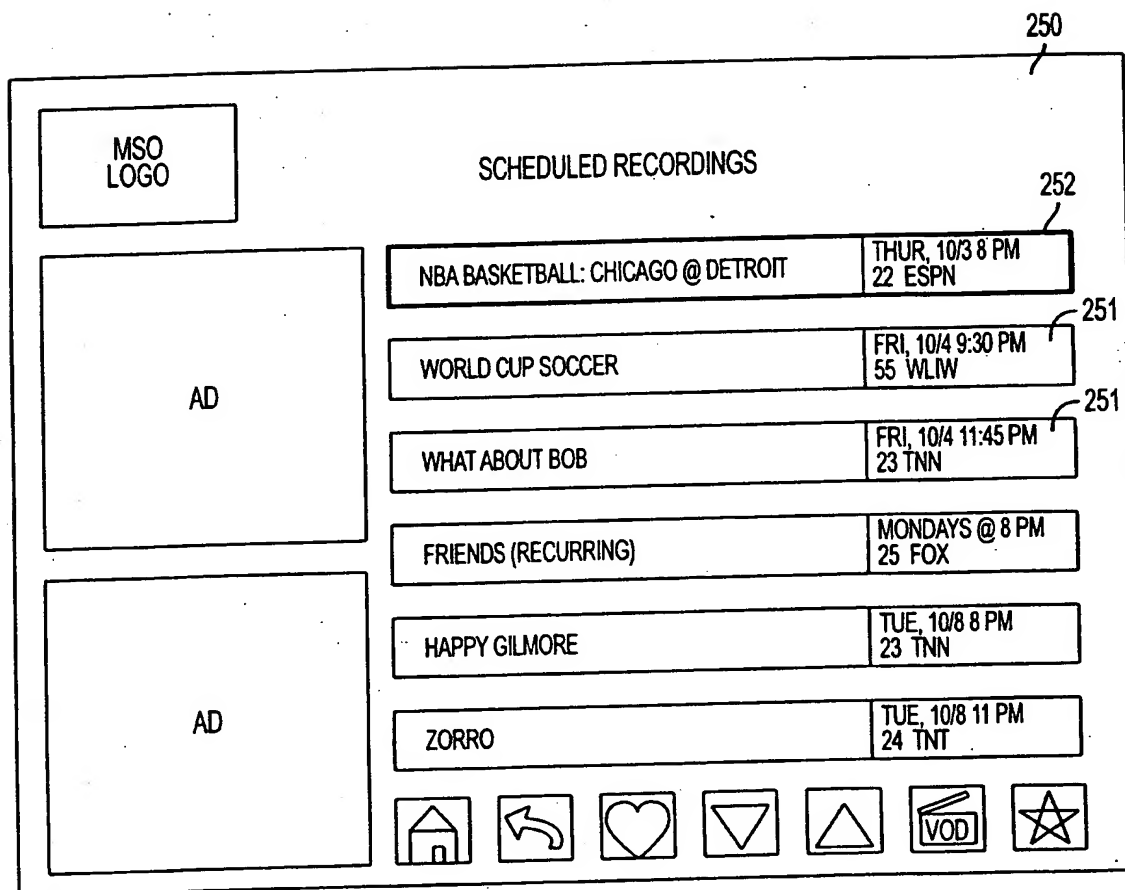 250
MSO
LOGO
SCHEDULED RECORDINGS
252
NBA BASKETBALL: CHICAGO @ DETROIT
THUR, 10/3 8 PM
22 ESPN
251
WORLD CUP SOCCER
FRI, 10/4 9:30 PM
55 WLIW
AD
251
WHAT ABOUT BOB
FRI, 10/4 11:45 PM
23 TNN
FRIENDS (RECURRING)
MONDAYS @ 8 PM
25 FOX
HAPPY GILMORE
TUE, 10/8 8 PM
23 TNN
AD
ZORRO
TUE, 10/8 11 PM
24 TNT
VOD